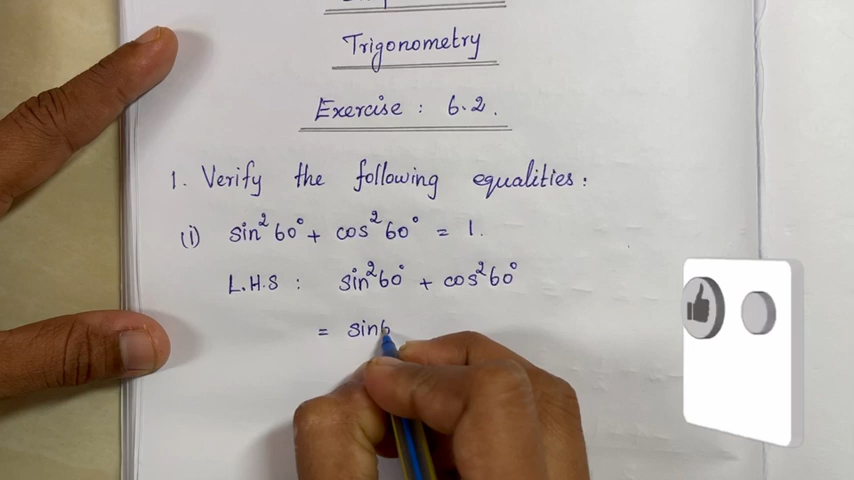 Trigonometry
Exercise : 6.2.
1. Verify the following equalities :
(i) sin²60° + cos²60° = 1.
L.H.S : sin²60° + cos²60°
= sin6